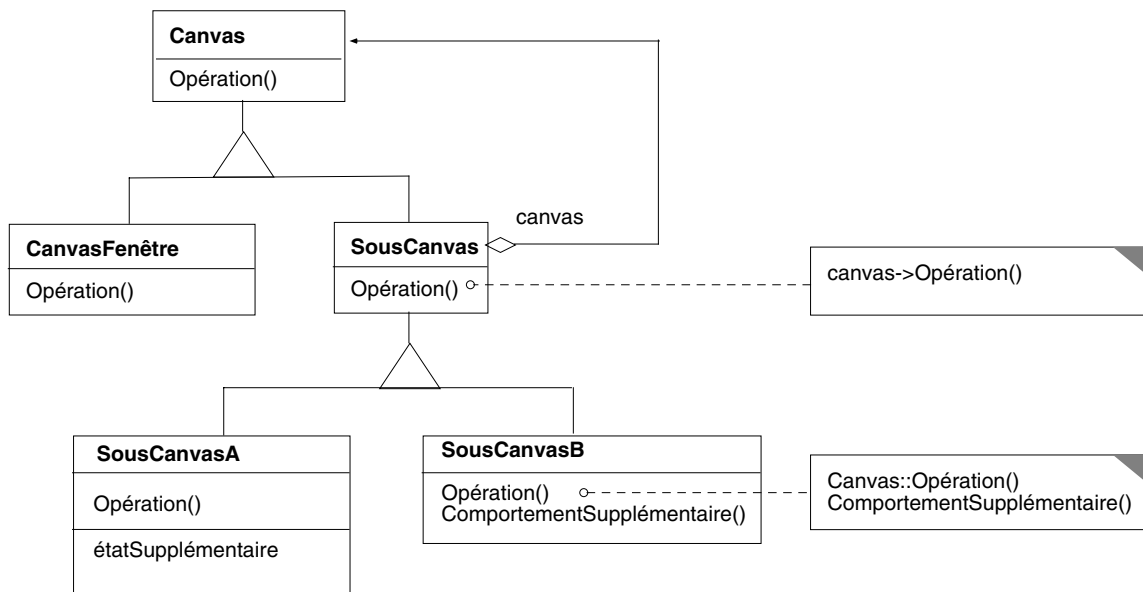 Canvas
Opération()
canvas
CanvasFenêtre
Opération()
SousCanvas
Opération()
canvas->Opération()
SousCanvasA
Opération()
étatSupplémentaire
SousCanvasB
Opération()
ComportementSupplémentaire()
Canvas::Opération()
ComportementSupplémentaire()